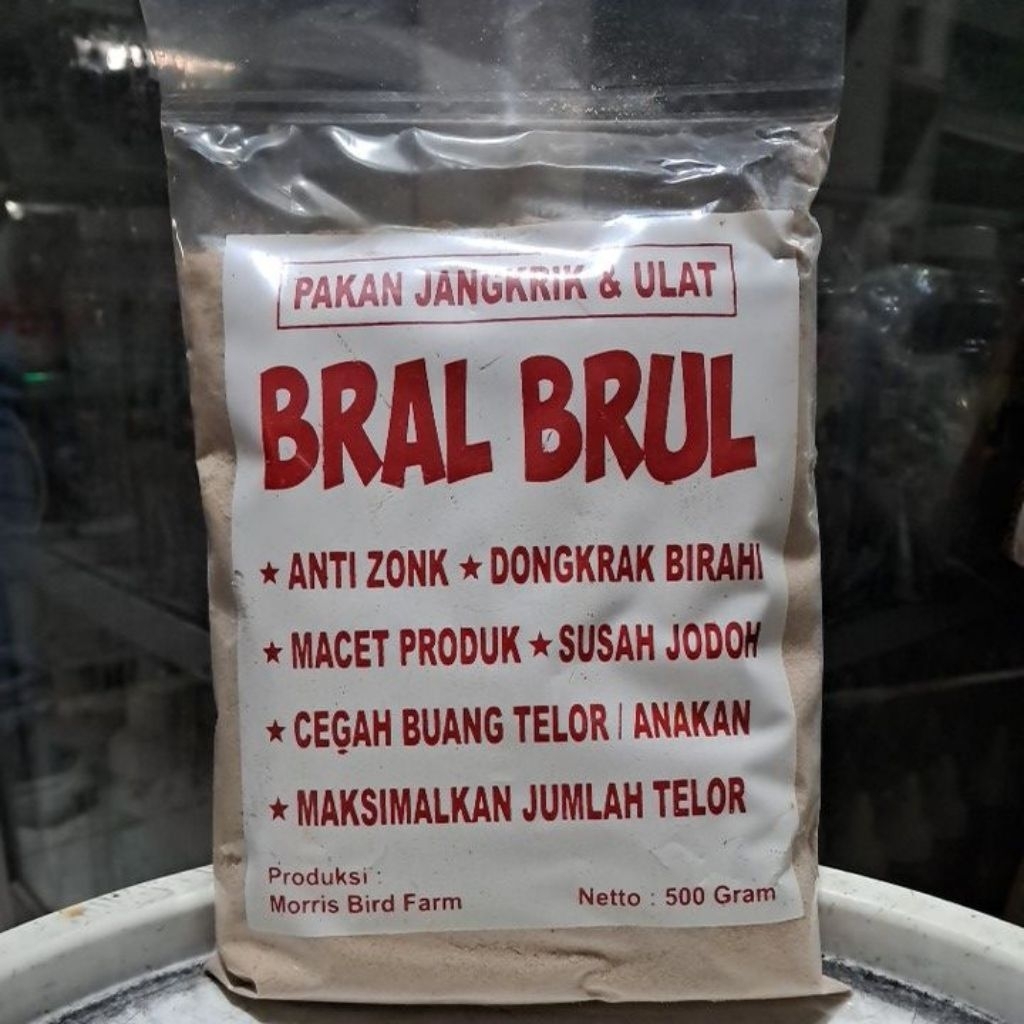 PAKAN JANGKRIK & ULAT
BRAL BRUL
★ ANTI ZONK ★ DONGKRAK BIRAHI
★ MACET PRODUK ★ SUSAH JODOH
★ CEGAH BUANG TELOR / ANAKAN
★ MAKSIMALKAN JUMLAH TELOR
Produksi :
Morris Bird Farm
Netto : 500 Gram